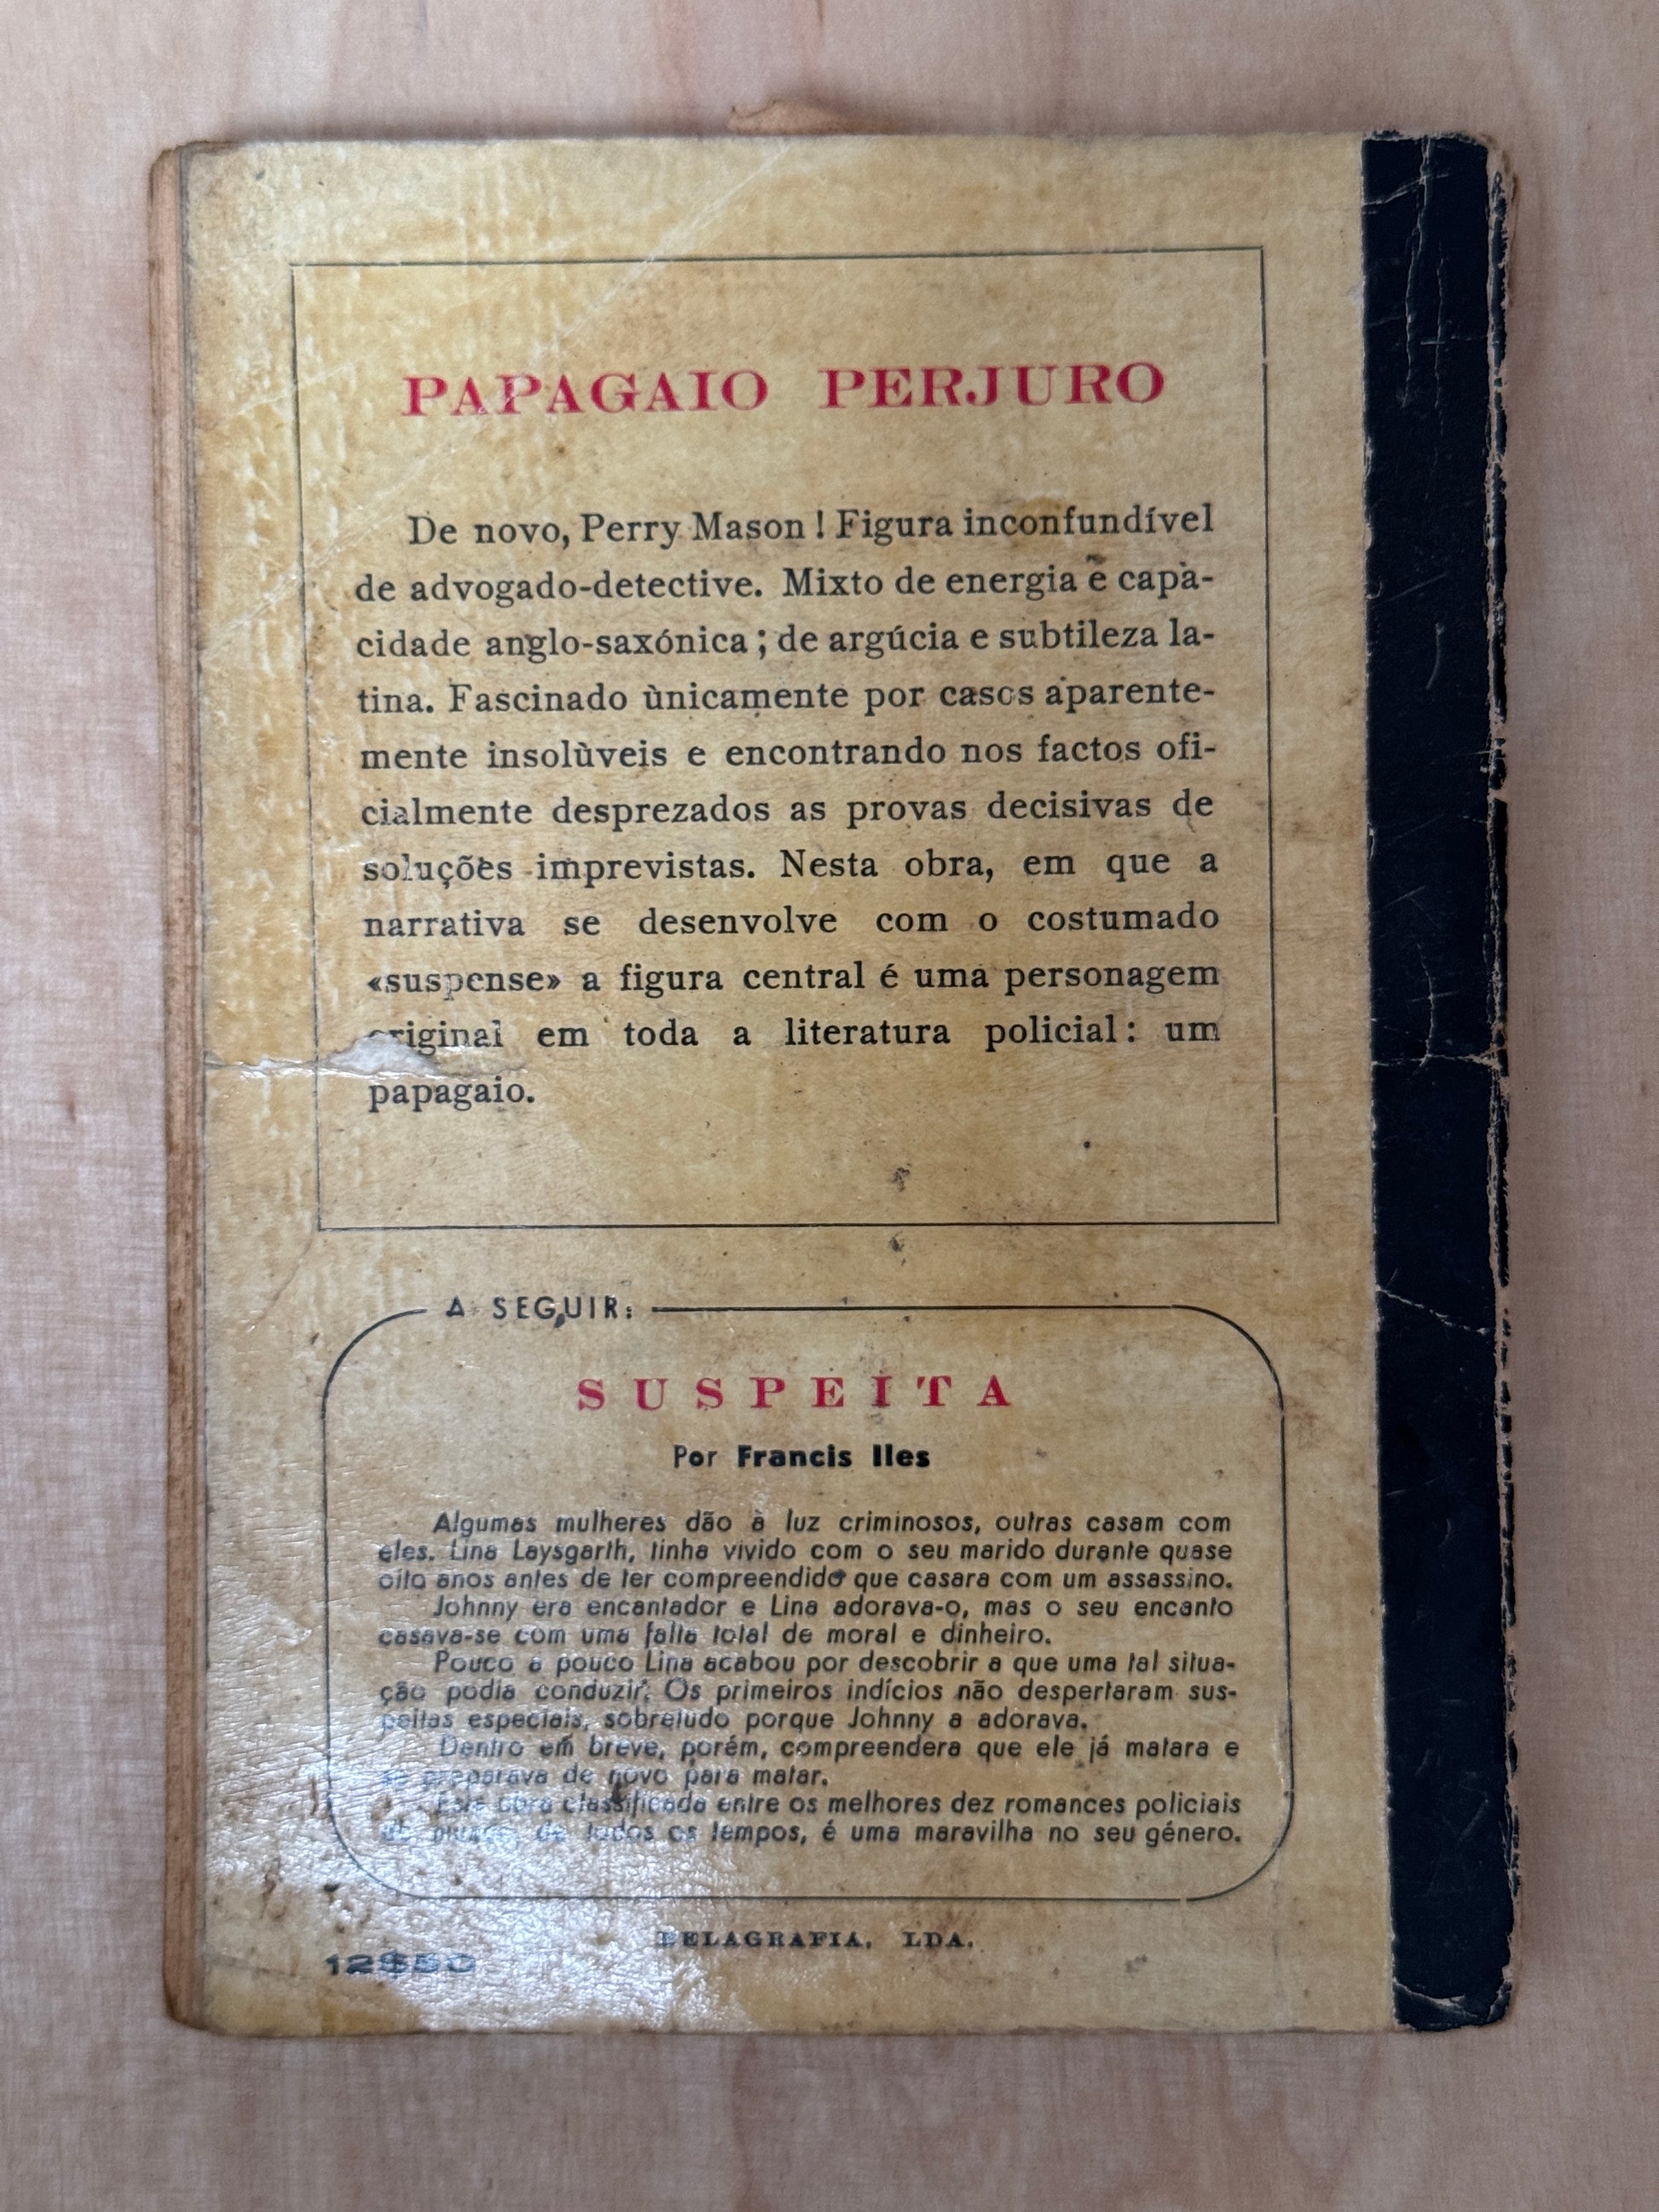 PAPAGAIO PERJURO
De novo, Perry Mason ! Figura inconfundível
de advogado-detective. Mixto de energia e capa-
cidade anglo-saxónica ; de argúcia e subtileza la-
tina. Fascinado ùnicamente por casos aparente-
mente insolùveis e encontrando nos factos ofi-
cialmente desprezados as provas decisivas de
soluções imprevistas. Nesta obra, em que a
narrativa se desenvolve com o costumado
«suspense» a figura central é uma personagem
original em toda a literatura policial: um
papagaio.
A SEGUIR:
SUSPEITA
Por Francis Iles
Algumas mulheres dão à luz criminosos, outras casam com
eles. Lina Laysgarth, tinha vivido com o seu marido durante quase
oito anos antes de ter compreendido que casara com um assassino.
Johnny era encantador e Lina adorava-o, mas o seu encanto
casava-se com uma falta total de moral e dinheiro.
Pouco a pouco Lina acabou por descobrir a que uma tal situa-
ção podia conduzir. Os primeiros indícios não despertaram sus-
peitas especiais, sobretudo porque Johnny a adorava.
Dentro em breve, porém, compreendera que ele já matara e
se preparava de novo para matar.
Esta obra classificada entre os melhores dez romances policiais
de todos os tempos, é uma maravilha no seu género.
BELAGRAFIA, LDA.
12$50